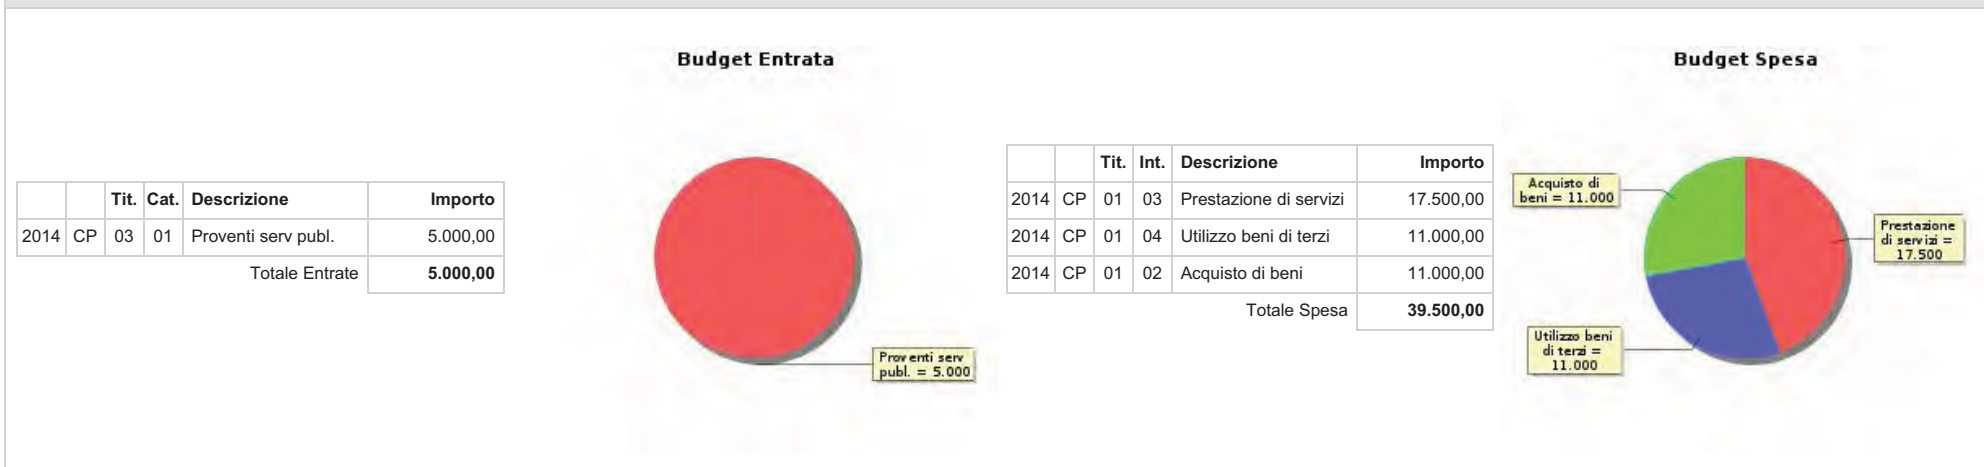 Budget Entrata
Tit. Cat. Descrizione Importo
2014 CP 03 01 Proventi serv publ. 5.000,00
Totale Entrate 5.000,00
Proventi serv
publ. = 5.000
Budget Spesa
Tit. Int. Descrizione Importo
2014 CP 01 03 Prestazione di servizi 17.500,00
2014 CP 01 04 Utilizzo beni di terzi 11.000,00
2014 CP 01 02 Acquisto di beni 11.000,00
Totale Spesa 39.500,00
Acquisto di
beni = 11.000
Prestazione
di servizi =
17.500
Utilizzo beni
di terzi =
11.000